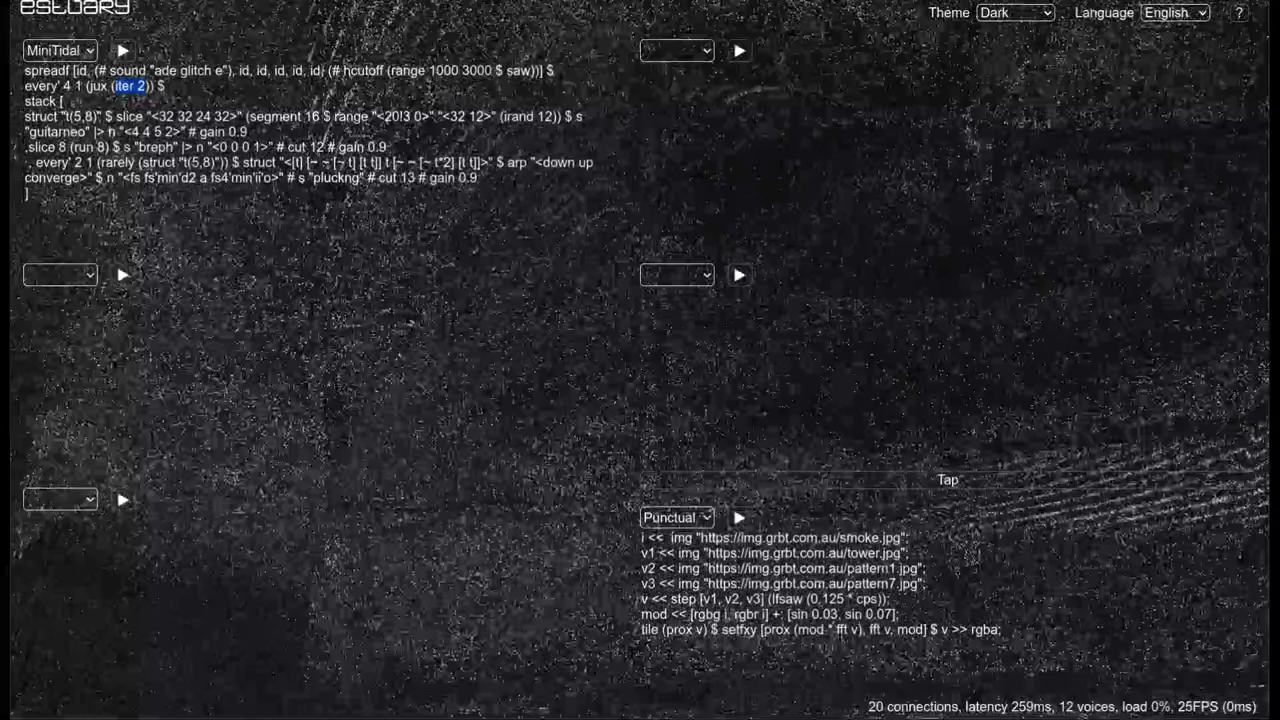 estuary
Theme Dark Language English ?
MiniTidal
spreadf [id, (# sound "ade glitch e"), id, id, id, id, id, (# hcutoff (range 1000 3000 $ saw))] $
every' 4 1 (jux (iter 2)) $
stack [
struct "t(5,8)" $ slice "<32 32 24 32>" (segment 16 $ range "<20!3 0>" "<32 12>" (irand 12)) $ s
"guitarneo" |> n "<4 4 5 2>" # gain 0.9
,slice 8 (run 8) $ s "breph" |> n "<0 0 0 1>" # cut 12 # gain 0.9
, every' 2 1 (rarely (struct "t(5,8)")) $ struct "<[t] [~ ~ [~ t] [t t]] t [~ ~ [~ t*2] [t t]]>" $ arp "<down up
converge>" $ n "<fs fs'min'd2 a fs4'min'ii'o>" # s "pluckng" # cut 13 # gain 0.9
]
Tap
Punctual
i << img "https://img.grbt.com.au/smoke.jpg";
v1 << img "https://img.grbt.com.au/tower.jpg";
v2 << img "https://img.grbt.com.au/pattern1.jpg";
v3 << img "https://img.grbt.com.au/pattern7.jpg";
v << step [v1, v2, v3] (lfsaw (0.125 * cps));
mod << [rgbg i, rgbr i] +: [sin 0.03, sin 0.07];
tile (prox v) $ setfxy [prox (mod * fft v), fft v, mod] $ v >> rgba;
20 connections, latency 259ms, 12 voices, load 0%, 25FPS (0ms)